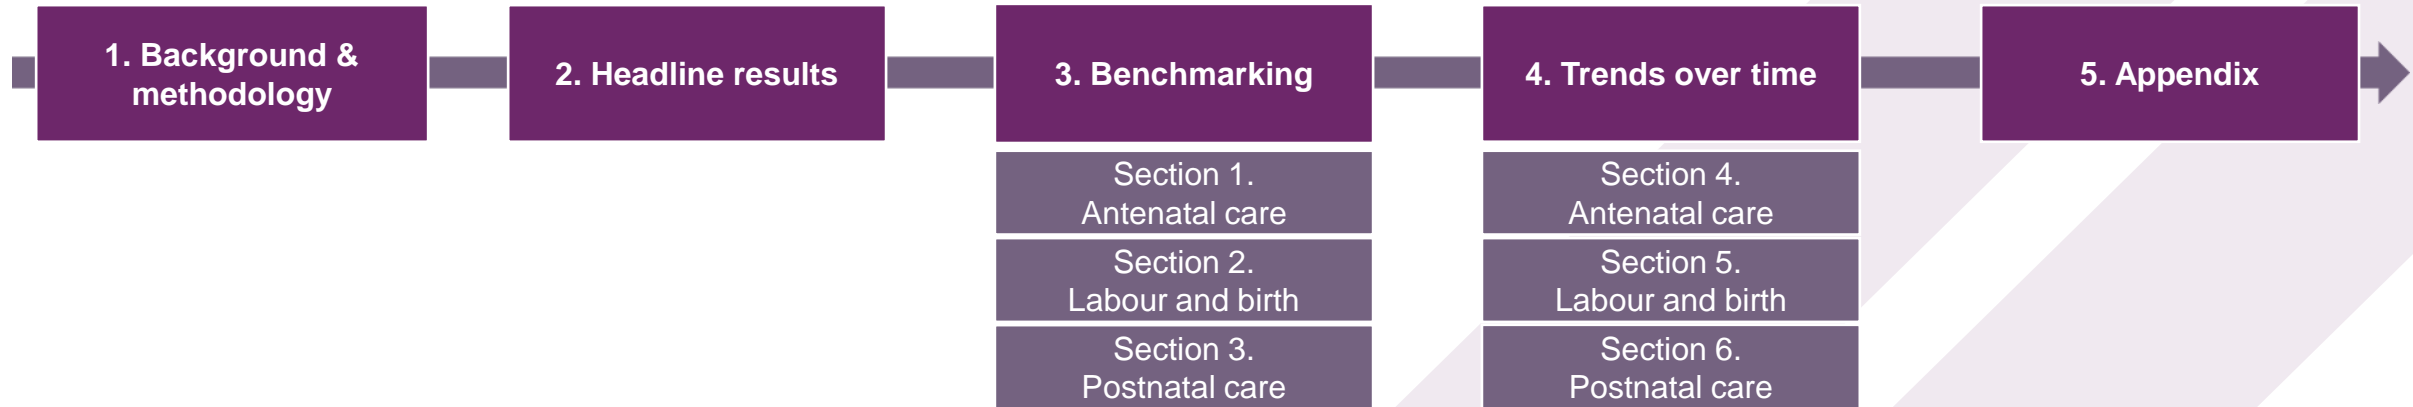 1. Background &
methodology
2. Headline results
3. Benchmarking
4. Trends over time
5. Appendix
Section 1.
Antenatal care
Section 2.
Labour and birth
Section 3.
Postnatal care
Section 4.
Antenatal care
Section 5.
Labour and birth
Section 6.
Postnatal care